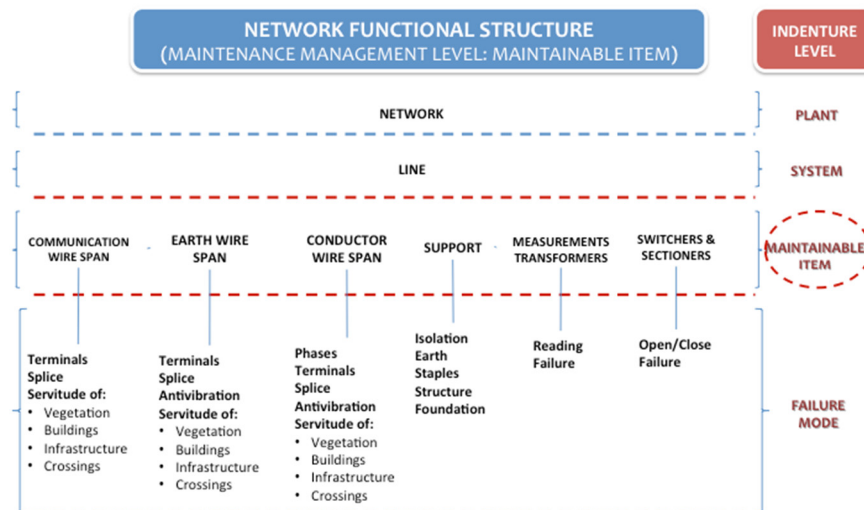 NETWORK FUNCTIONAL STRUCTURE
(MAINTENANCE MANAGEMENT LEVEL: MAINTAINABLE ITEM)
INDENTURE
LEVEL
NETWORK
PLANT
LINE
SYSTEM
COMMUNICATION
WIRE SPAN
EARTH WIRE
SPAN
CONDUCTOR
WIRE SPAN
SUPPORT
MEASUREMENTS
TRANSFORMERS
SWITCHERS &
SECTIONERS
MAINTAINABLE
ITEM
Terminals
Splice
Servitude of:
• Vegetation
• Buildings
• Infrastructure
• Crossings
Terminals
Splice
Antivibration
Servitude of:
• Vegetation
• Buildings
• Infrastructure
• Crossings
Phases
Terminals
Splice
Antivibration
Servitude of:
• Vegetation
• Buildings
• Infrastructure
• Crossings
Isolation
Earth
Staples
Structure
Foundation
Reading
Failure
Open/Close
Failure
FAILURE
MODE